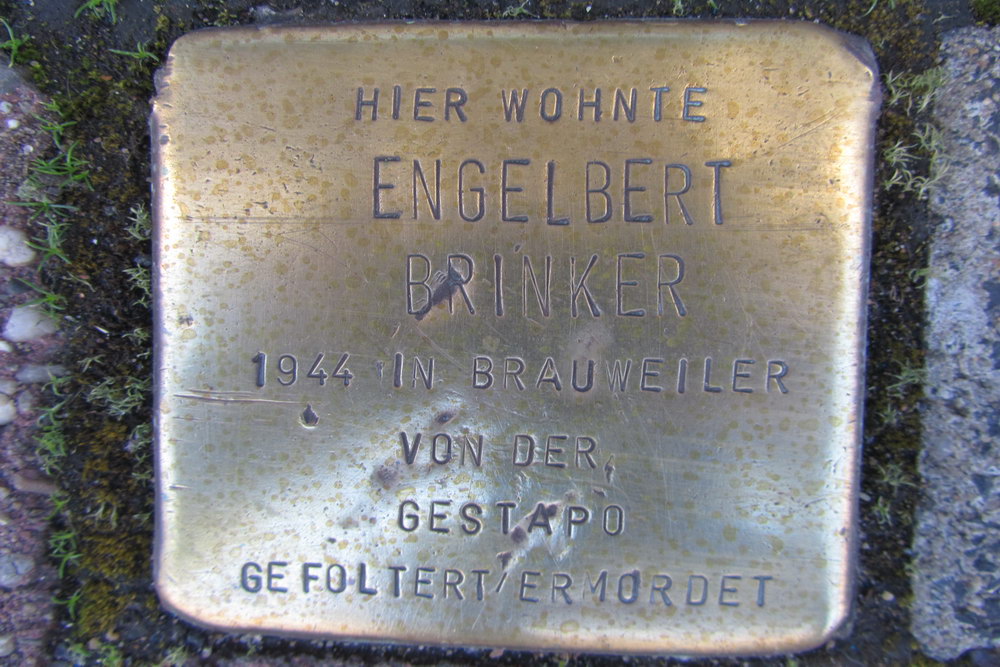 HIER WOHNTE
ENGELBERT
BRINKER
1944 IN BRAUWEILER
VON DER
GESTAPO
GEFOLTERT/ERMORDET